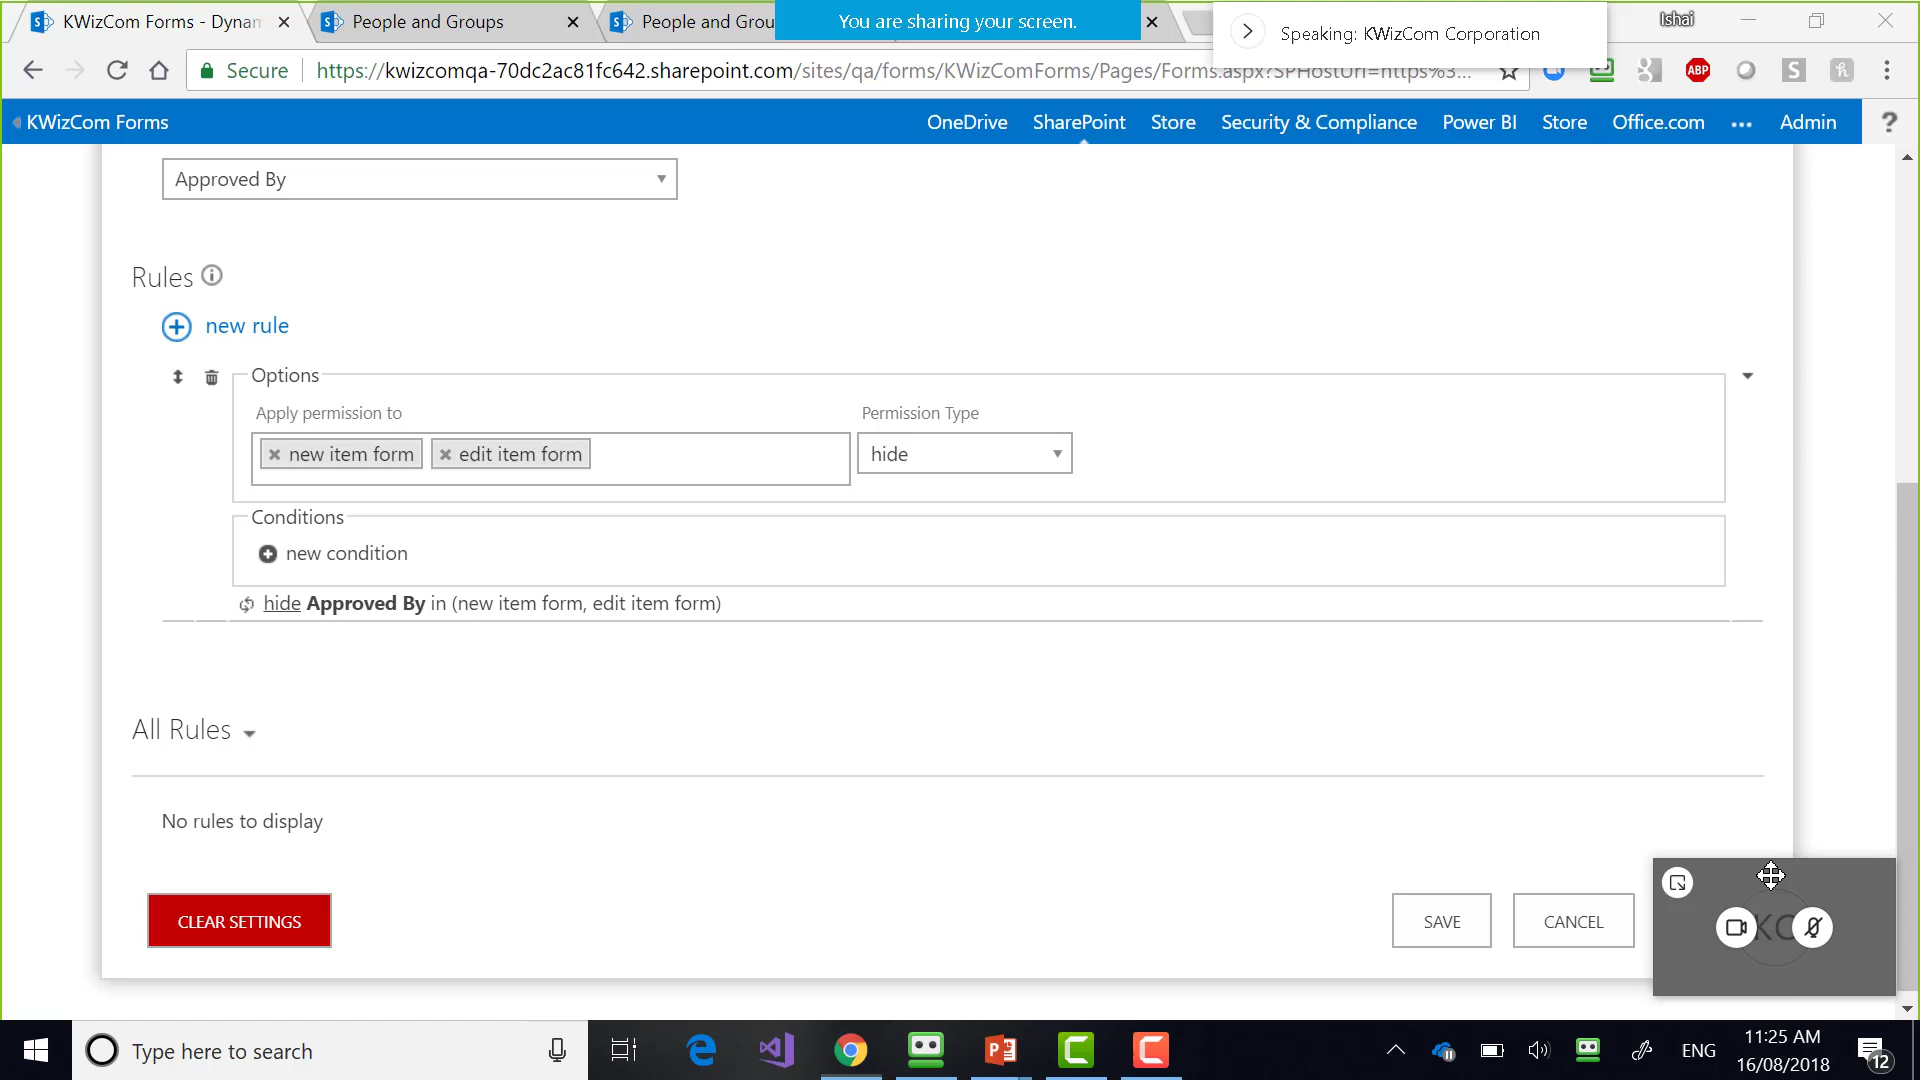 KWizCom Forms - Dynam
People and Groups
People and Grou
You are sharing your screen.
Speaking: KWizCom Corporation
Ishai
Secure
https://kwizcomqa-70dc2ac81fc642.sharepoint.com/sites/qa/forms/KWizComForms/Pages/Forms.aspx?SPHostUrl=https%3...
ABP
KWizCom Forms
OneDrive
SharePoint
Store
Security & Compliance
Power BI
Store
Office.com
Admin
?
Approved By
Rules
new rule
Options
Apply permission to
Permission Type
new item form
edit item form
hide
Conditions
new condition
hide Approved By in (new item form, edit item form)
All Rules
No rules to display
CLEAR SETTINGS
SAVE
CANCEL
Type here to search
ENG
11:25 AM
16/08/2018
12